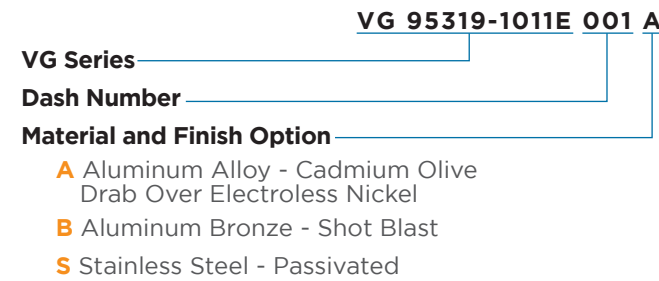 VG 95319-1011E 001 A
VG Series
Dash Number
Material and Finish Option
A Aluminum Alloy - Cadmium Olive
Drab Over Electroless Nickel
B Aluminum Bronze - Shot Blast
S Stainless Steel - Passivated